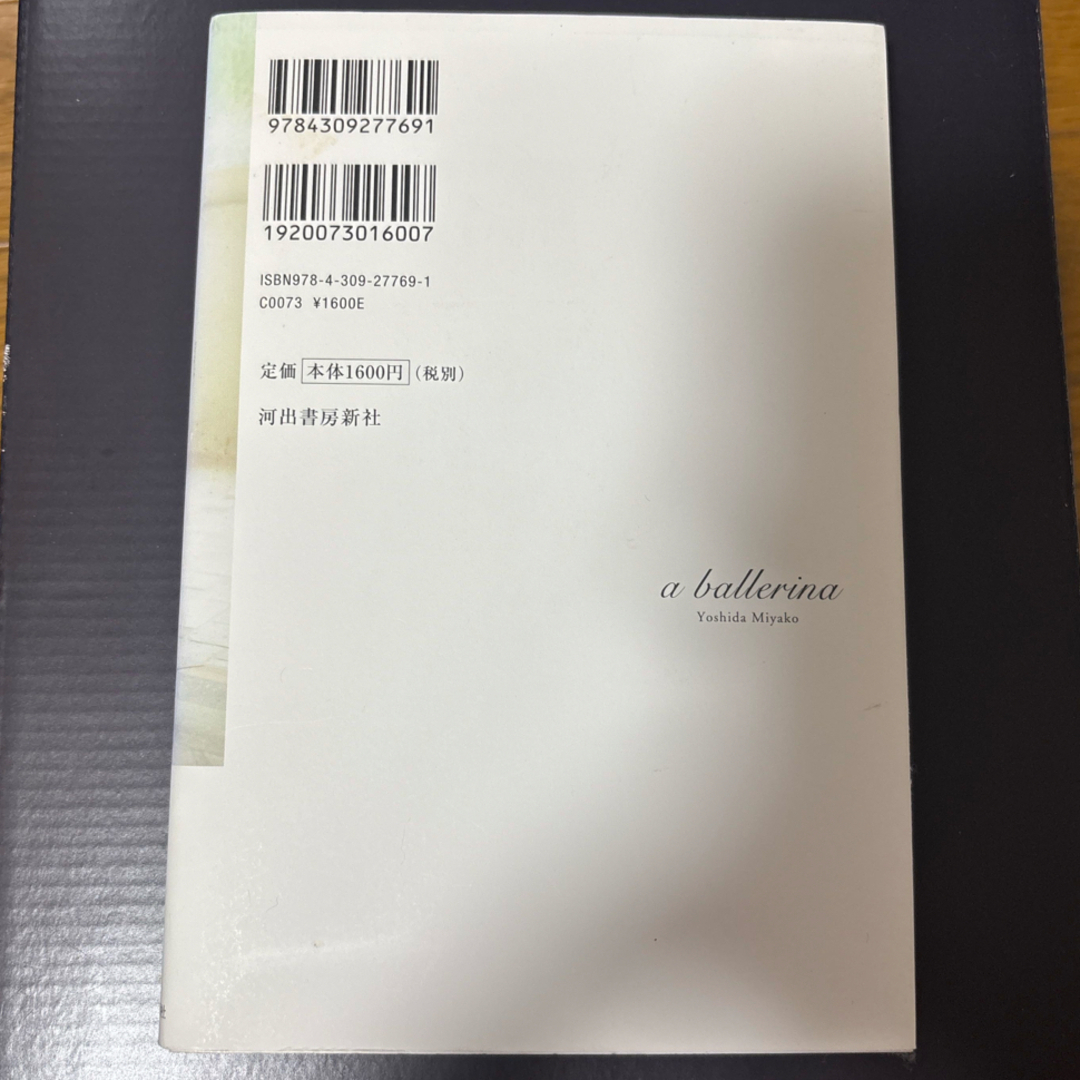 9784309277691
1920073016007
ISBN978-4-309-27769-1
C0073 ¥1600E
定価 本体1600円 (税別)
河出書房新社
a ballerina
Yoshida Miyako